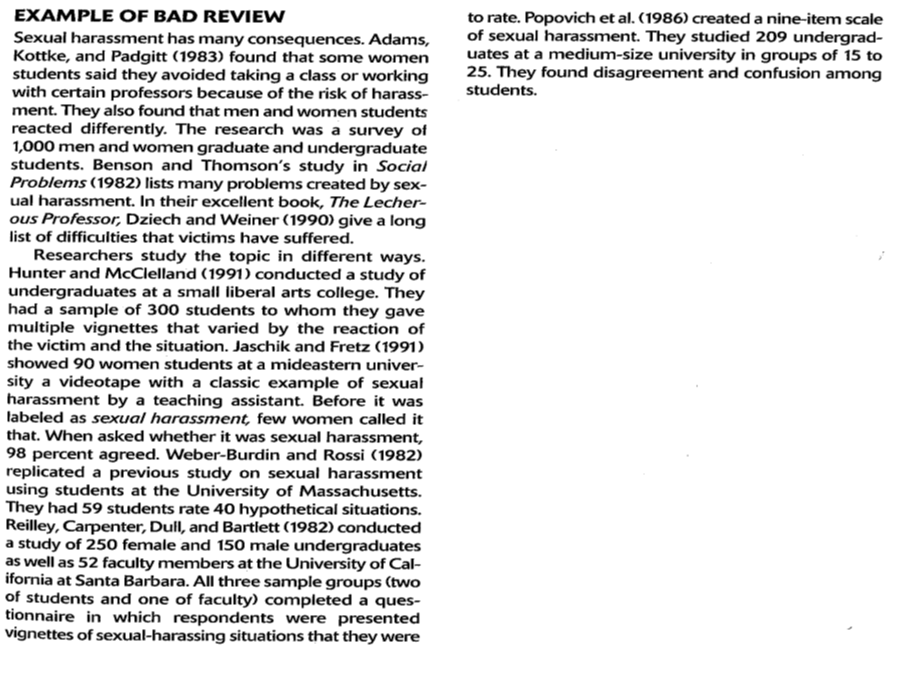 EXAMPLE OF BAD REVIEW
Sexual harassment has many consequences. Adams,
Kottke, and Padgitt (1983) found that some women
students said they avoided taking a class or working
with certain professors because of the risk of harass-
ment. They also found that men and women students
reacted differently. The research was a survey of
1,000 men and women graduate and undergraduate
students. Benson and Thomson's study in Social
Problems (1982) lists many problems created by sex-
ual harassment. In their excellent book, The Lecher-
ous Professor, Dziech and Weiner (1990) give a long
list of difficulties that victims have suffered.
Researchers study the topic in different ways.
Hunter and McClelland (1991) conducted a study of
undergraduates at a small liberal arts college. They
had a sample of 300 students to whom they gave
multiple vignettes that varied by the reaction of
the victim and the situation. Jaschik and Fretz (1991)
showed 90 women students at a mideastern univer-
sity a videotape with a classic example of sexual
harassment by a teaching assistant. Before it was
labeled as sexual harassment, few women called it
that. When asked whether it was sexual harassment,
98 percent agreed. Weber-Burdin and Rossi (1982)
replicated a previous study on sexual harassment
using students at the University of Massachusetts.
They had 59 students rate 40 hypothetical situations.
Reilley, Carpenter, Dull, and Bartlett (1982) conducted
a study of 250 female and 150 male undergraduates
as well as 52 faculty members at the University of Cal-
ifornia at Santa Barbara. All three sample groups (two
of students and one of faculty) completed a ques-
tionnaire in which respondents were presented
vignettes of sexual-harassing situations that they were
to rate. Popovich et al. (1986) created a nine-item scale
of sexual harassment. They studied 209 undergrad-
uates at a medium-size university in groups of 15 to
25. They found disagreement and confusion among
students.